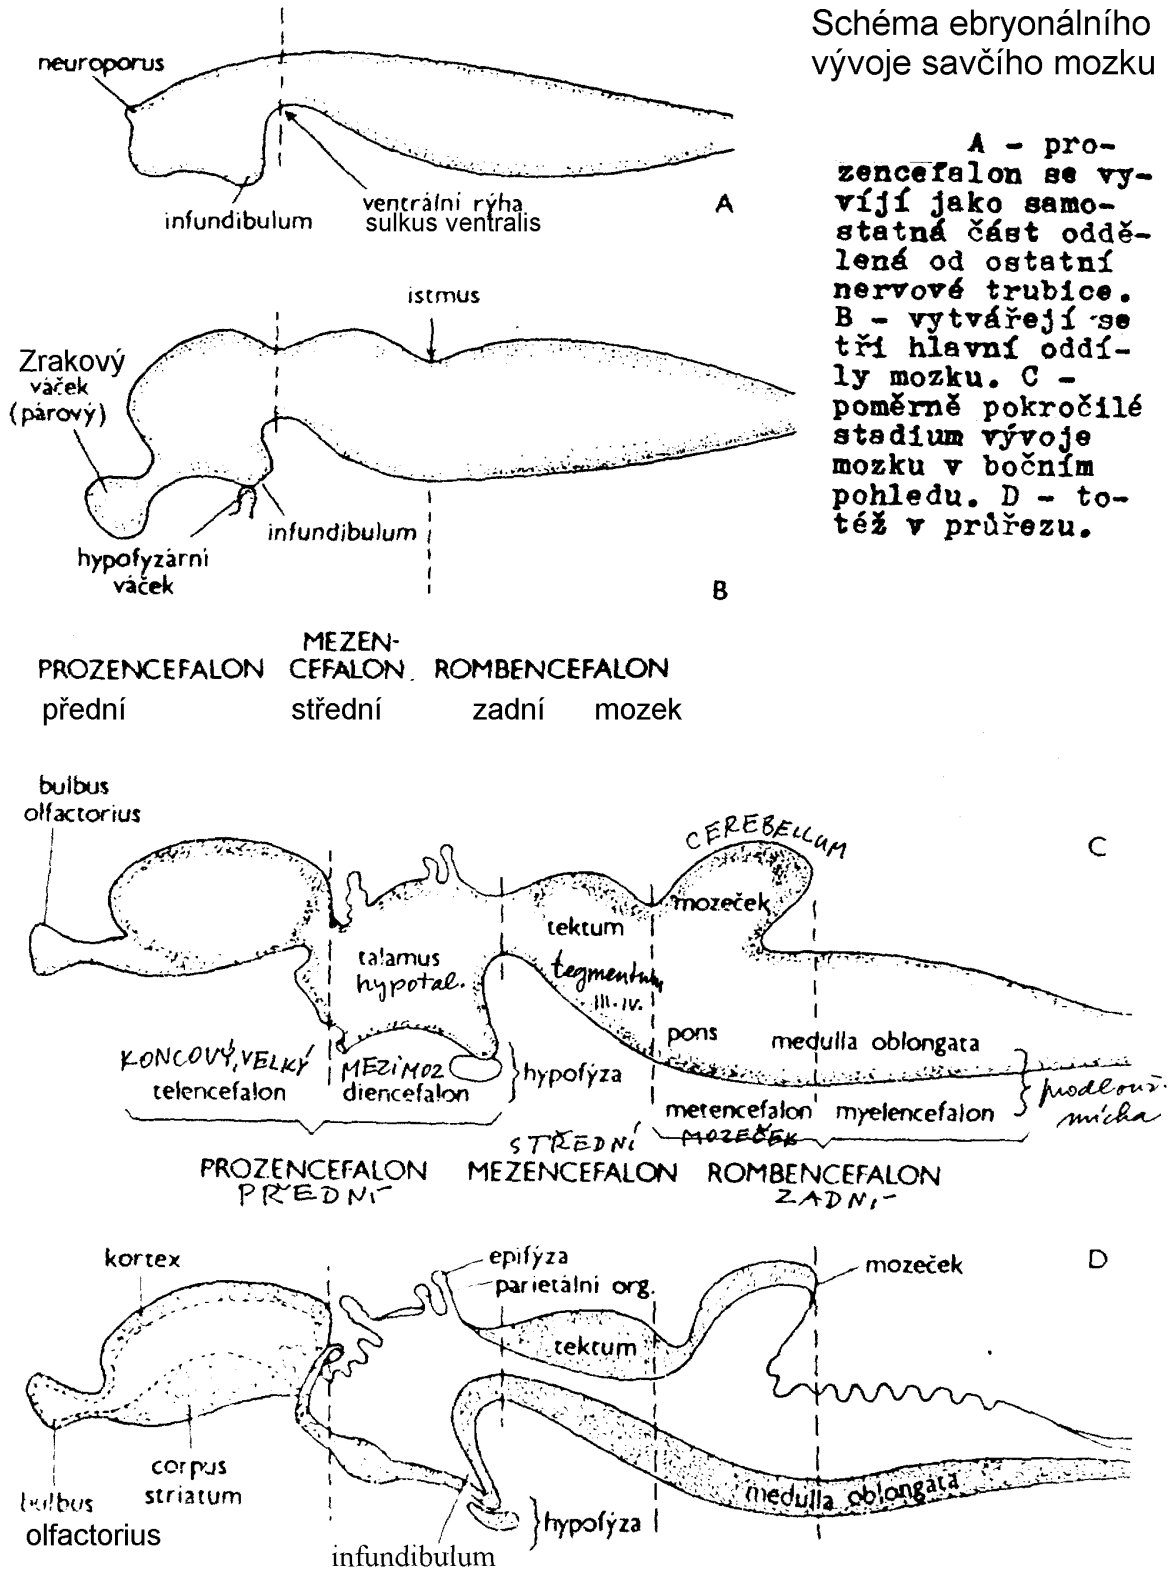 Schéma ebryonálního
vývoje savčího mozku
A - pro-
zencefalon se vy-
víjí jako samo-
statná část oddě-
lená od ostatní
nervové trubice.
B - vytvářejí se
tři hlavní oddí-
ly mozku. C -
poměrně pokročilé
stadium vývoje
mozku v bočním
pohledu. D - to-
též v průřezu.
neuroporus
infundibulum
ventrální rýha
sulkus ventralis
A
istmus
Zrakový
váček
(párový)
infundibulum
hypofyzární
váček
B
MEZEN-
PROZENCEFALON CEFALON ROMBENCEFALON
přední střední zadní mozek
bulbus
olfactorius
CEREBELLUM
C
mozeček
tektum
talamus
hypotal.
tegmentum
III. IV.
pons
medulla oblongata
KONCOVÝ, VELKÝ
telencefalon
MEZIMOZ
diencefalon
hypofýza
metencefalon
MOZEČEK
myelencefalon
prodlouž.
mícha
STŘEDNÍ
PROZENCEFALON MEZENCEFALON ROMBENCEFALON
PŘEDNÍ
ZADNÍ
kortex
epifýza
parietální org.
mozeček
D
tektum
corpus
striatum
bulbus
olfactorius
medulla oblongata
hypofýza
infundibulum